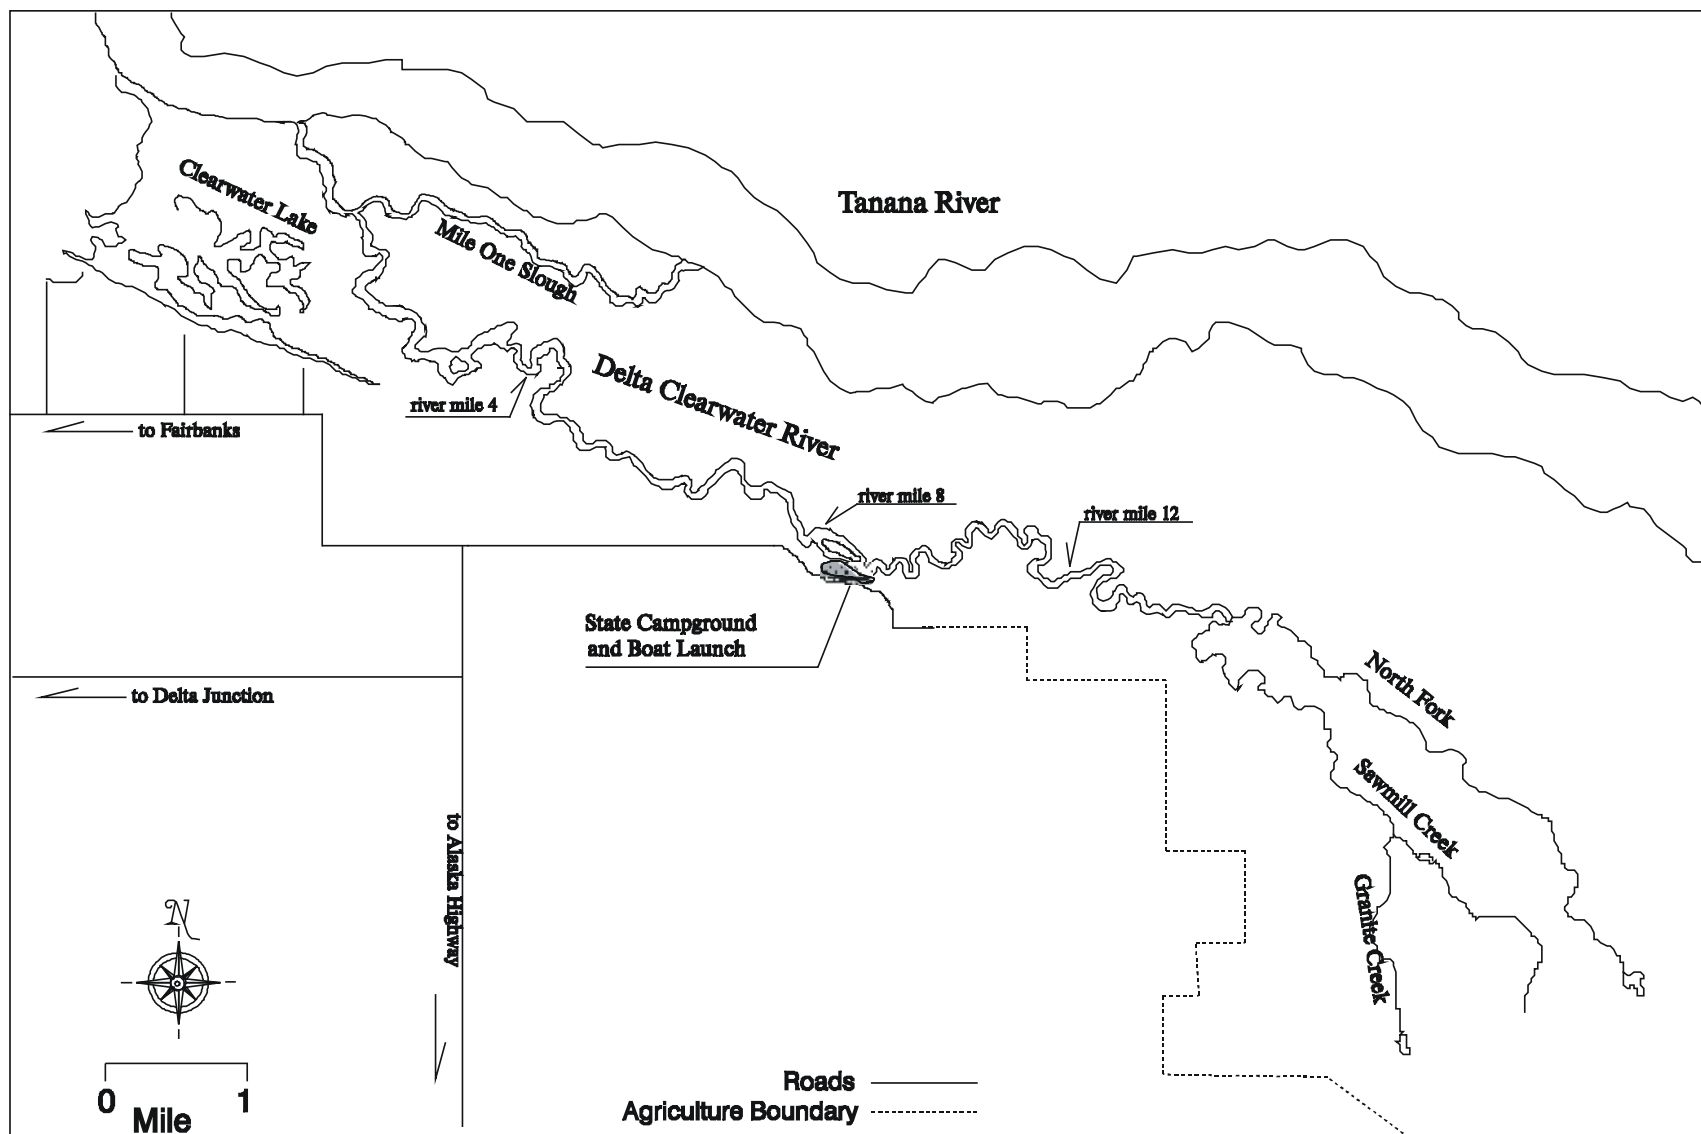 Tanana River
Clearwater Lake
Mile One Slough
Delta Clearwater River
river mile 4
to Fairbanks
river mile 8
river mile 12
State Campground
and Boat Launch
North Fork
to Delta Junction
Sawmill Creek
to Alaska Highway
Granite Creek
N
0 1
Mile
Roads
Agriculture Boundary